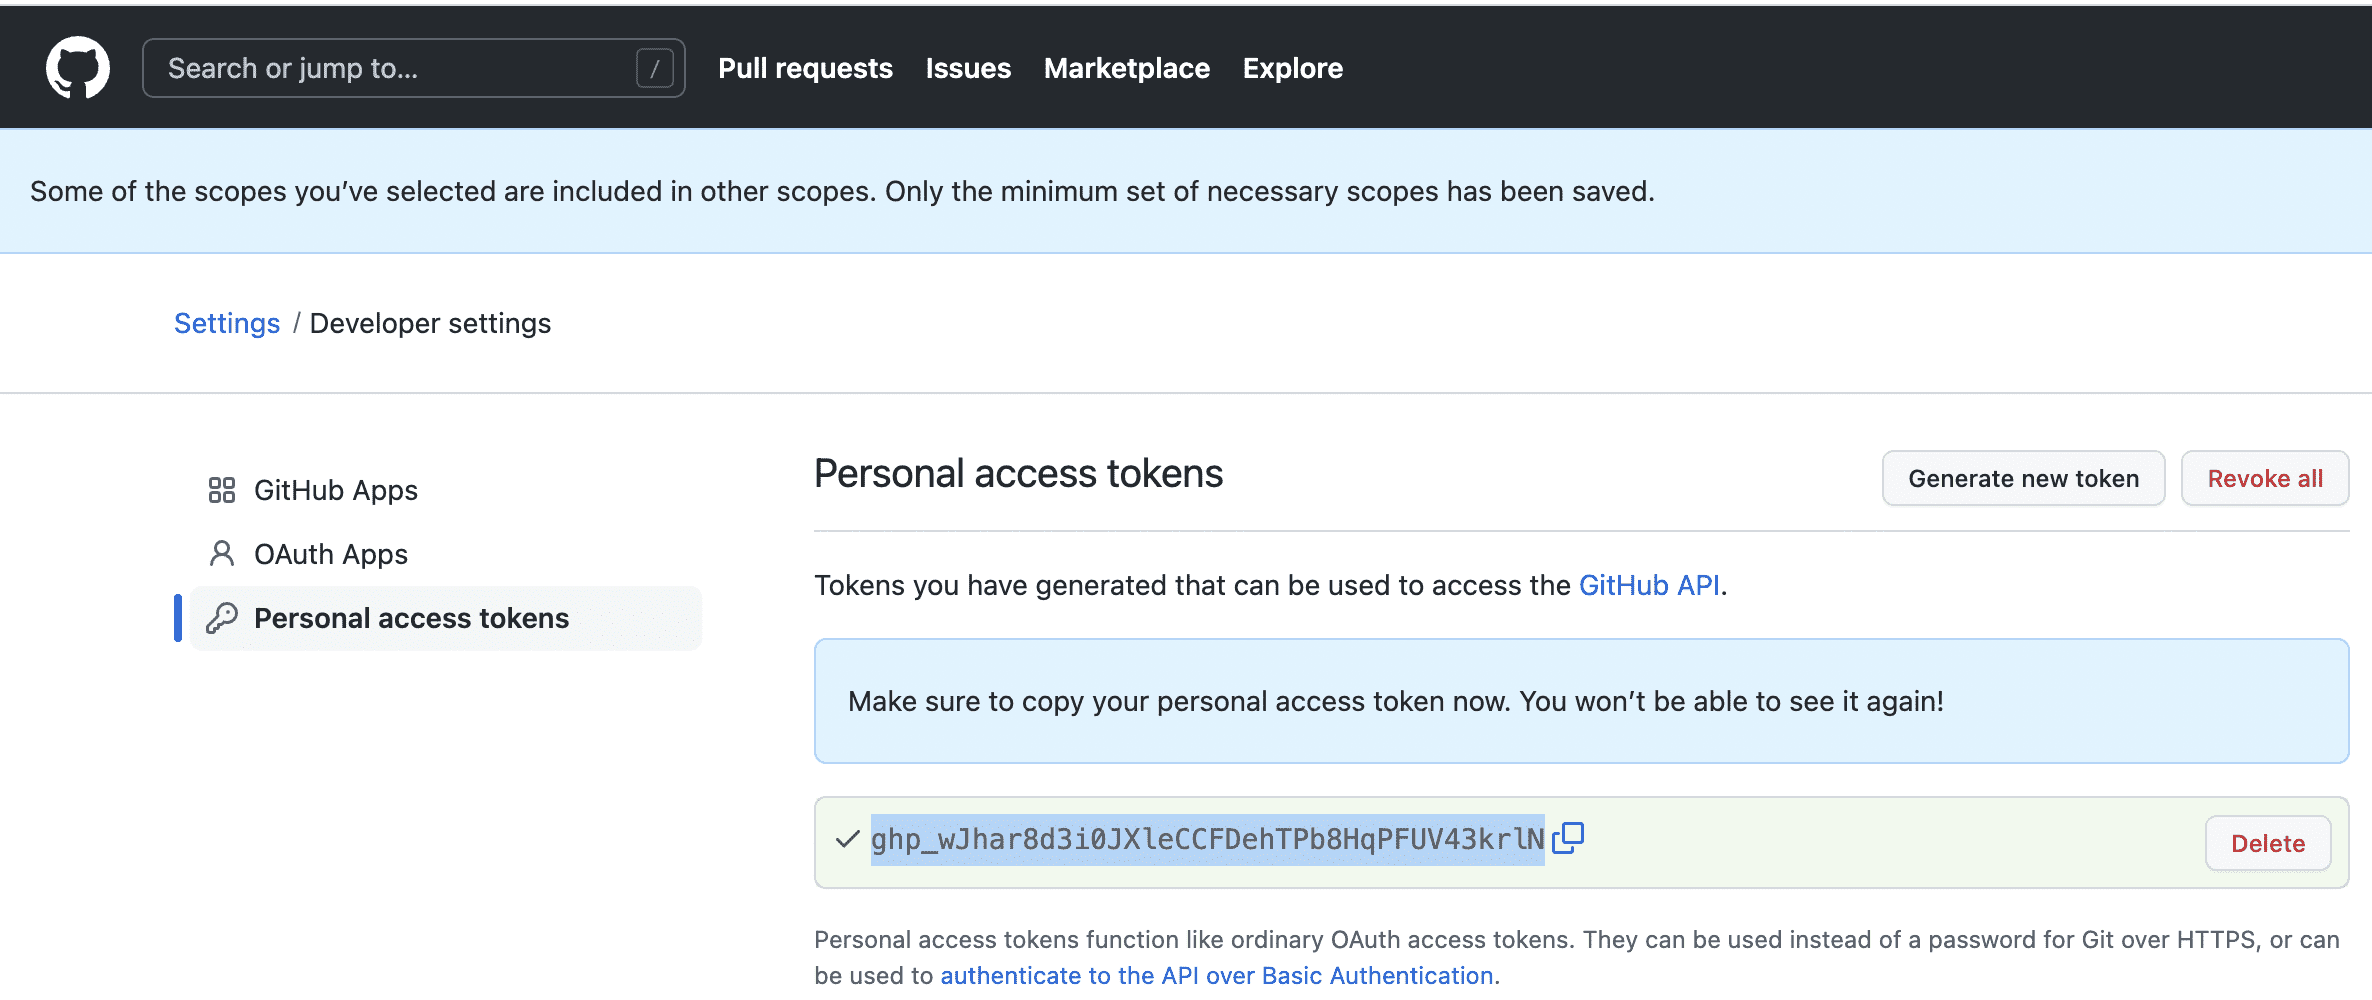 Search or jump to... /
Pull requests Issues Marketplace Explore
Some of the scopes you’ve selected are included in other scopes. Only the minimum set of necessary scopes has been saved.
Settings / Developer settings
GitHub Apps
OAuth Apps
Personal access tokens
Personal access tokens
Generate new token
Revoke all
Tokens you have generated that can be used to access the GitHub API.
Make sure to copy your personal access token now. You won’t be able to see it again!
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
Delete
Personal access tokens function like ordinary OAuth access tokens. They can be used instead of a password for Git over HTTPS, or can
be used to authenticate to the API over Basic Authentication.